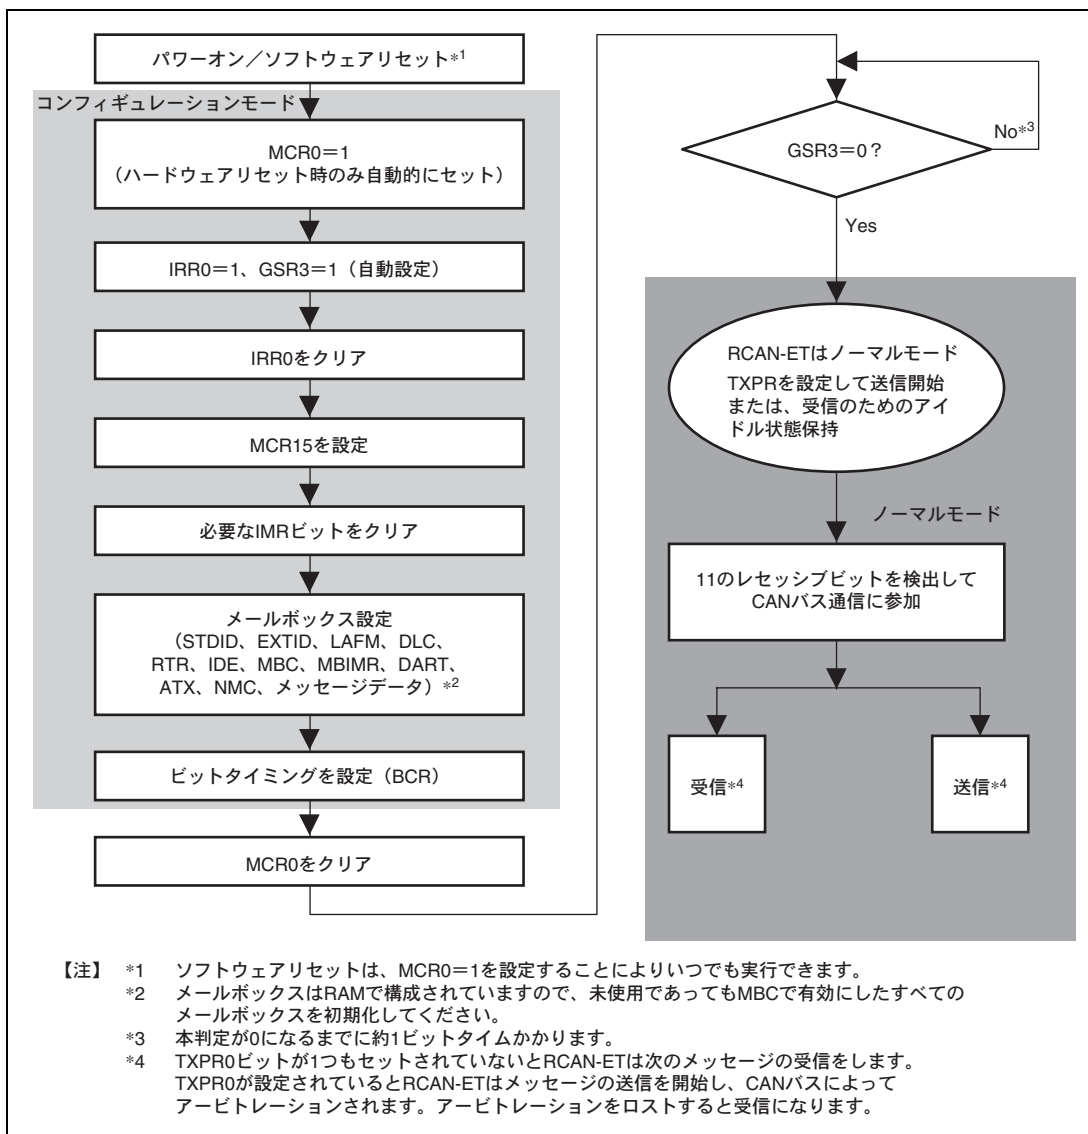 パワーオン／ソフトウェアリセット*1
コンフィギュレーションモード
MCR0＝1
（ハードウェアリセット時のみ自動的にセット）
IRR0＝1、GSR3＝1（自動設定）
IRR0をクリア
MCR15を設定
必要なIMRビットをクリア
メールボックス設定
（STDID、EXTID、LAFM、DLC、
RTR、IDE、MBC、MBIMR、DART、
ATX、NMC、メッセージデータ）*2
ビットタイミングを設定（BCR）
MCR0をクリア
GSR3＝0？
No*3
Yes
RCAN-ETはノーマルモード
TXPRを設定して送信開始
または、受信のためのアイ
ドル状態保持
ノーマルモード
11のレセッシブビットを検出して
CANバス通信に参加
受信*4
送信*4
【注】 *1 ソフトウェアリセットは、MCR0＝1を設定することによりいつでも実行できます。
*2 メールボックスはRAMで構成されていますので、未使用であってもMBCで有効にしたすべての
メールボックスを初期化してください。
*3 本判定が0になるまでに約1ビットタイムかかります。
*4 TXPR0ビットが1つもセットされていないとRCAN-ETは次のメッセージの受信をします。
TXPR0が設定されているとRCAN-ETはメッセージの送信を開始し、CANバスによって
アービトレーションされます。アービトレーションをロストすると受信になります。